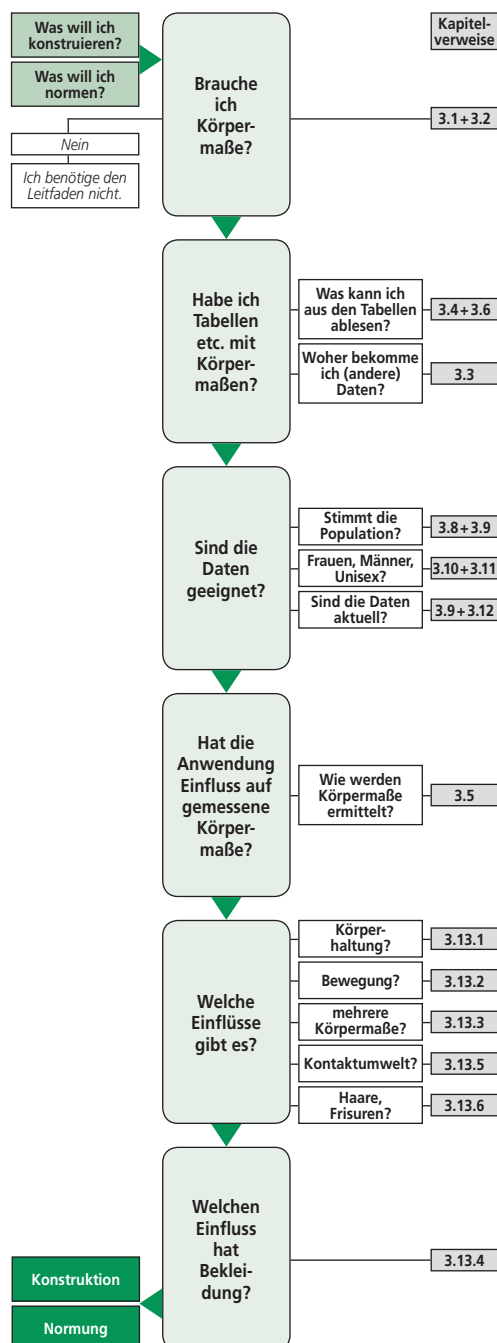 Was will ich
konstruieren?
Was will ich
normen?
Kapitel-
verweise
Brauche
ich
Körper-
maße?
3.1 + 3.2
Nein
Ich benötige den
Leitfaden nicht.
Habe ich
Tabellen
etc. mit
Körper-
maßen?
Was kann ich
aus den Tabellen
ablesen?
3.4 + 3.6
Woher bekomme
ich (andere)
Daten?
3.3
Sind die
Daten
geeignet?
Stimmt die
Population?
3.8 + 3.9
Frauen, Männer,
Unisex?
3.10 + 3.11
Sind die Daten
aktuell?
3.9 + 3.12
Hat die
Anwendung
Einfluss auf
gemessene
Körper-
maße?
Wie werden
Körpermaße
ermittelt?
3.5
Welche
Einflüsse
gibt es?
Körper-
haltung?
3.13.1
Bewegung?
3.13.2
mehrere
Körpermaße?
3.13.3
Kontaktumwelt?
3.13.5
Haare,
Frisuren?
3.13.6
Welchen
Einfluss
hat
Beklei-
dung?
3.13.4
Konstruktion
Normung